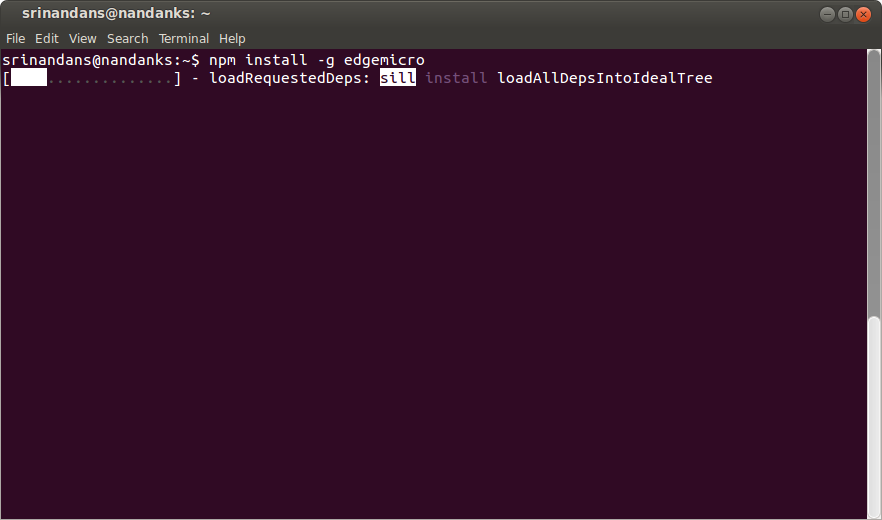 srinandans@nandanks: ~
File Edit View Search Terminal Help
srinandans@nandanks:~$ npm install -g edgemicro
[    ..............] - loadRequestedDeps: sill install loadAllDepsIntoIdealTree